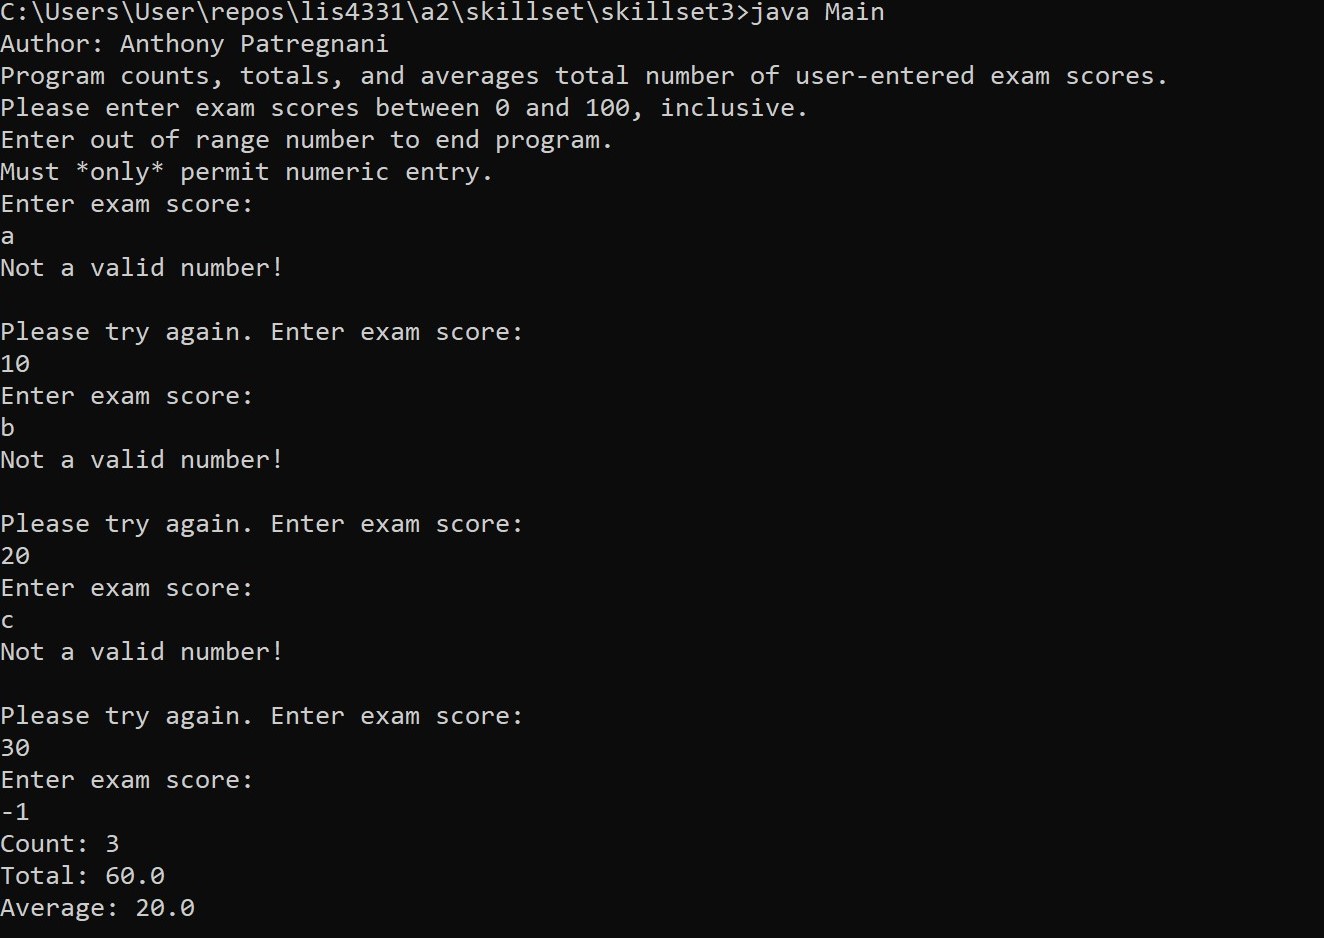 C:\Users\User\repos\lis4331\a2\skillset\skillset3>java Main
Author: Anthony Patregnani
Program counts, totals, and averages total number of user-entered exam scores.
Please enter exam scores between 0 and 100, inclusive.
Enter out of range number to end program.
Must *only* permit numeric entry.
Enter exam score:
a
Not a valid number!
Please try again. Enter exam score:
10
Enter exam score:
b
Not a valid number!
Please try again. Enter exam score:
20
Enter exam score:
c
Not a valid number!
Please try again. Enter exam score:
30
Enter exam score:
-1
Count: 3
Total: 60.0
Average: 20.0